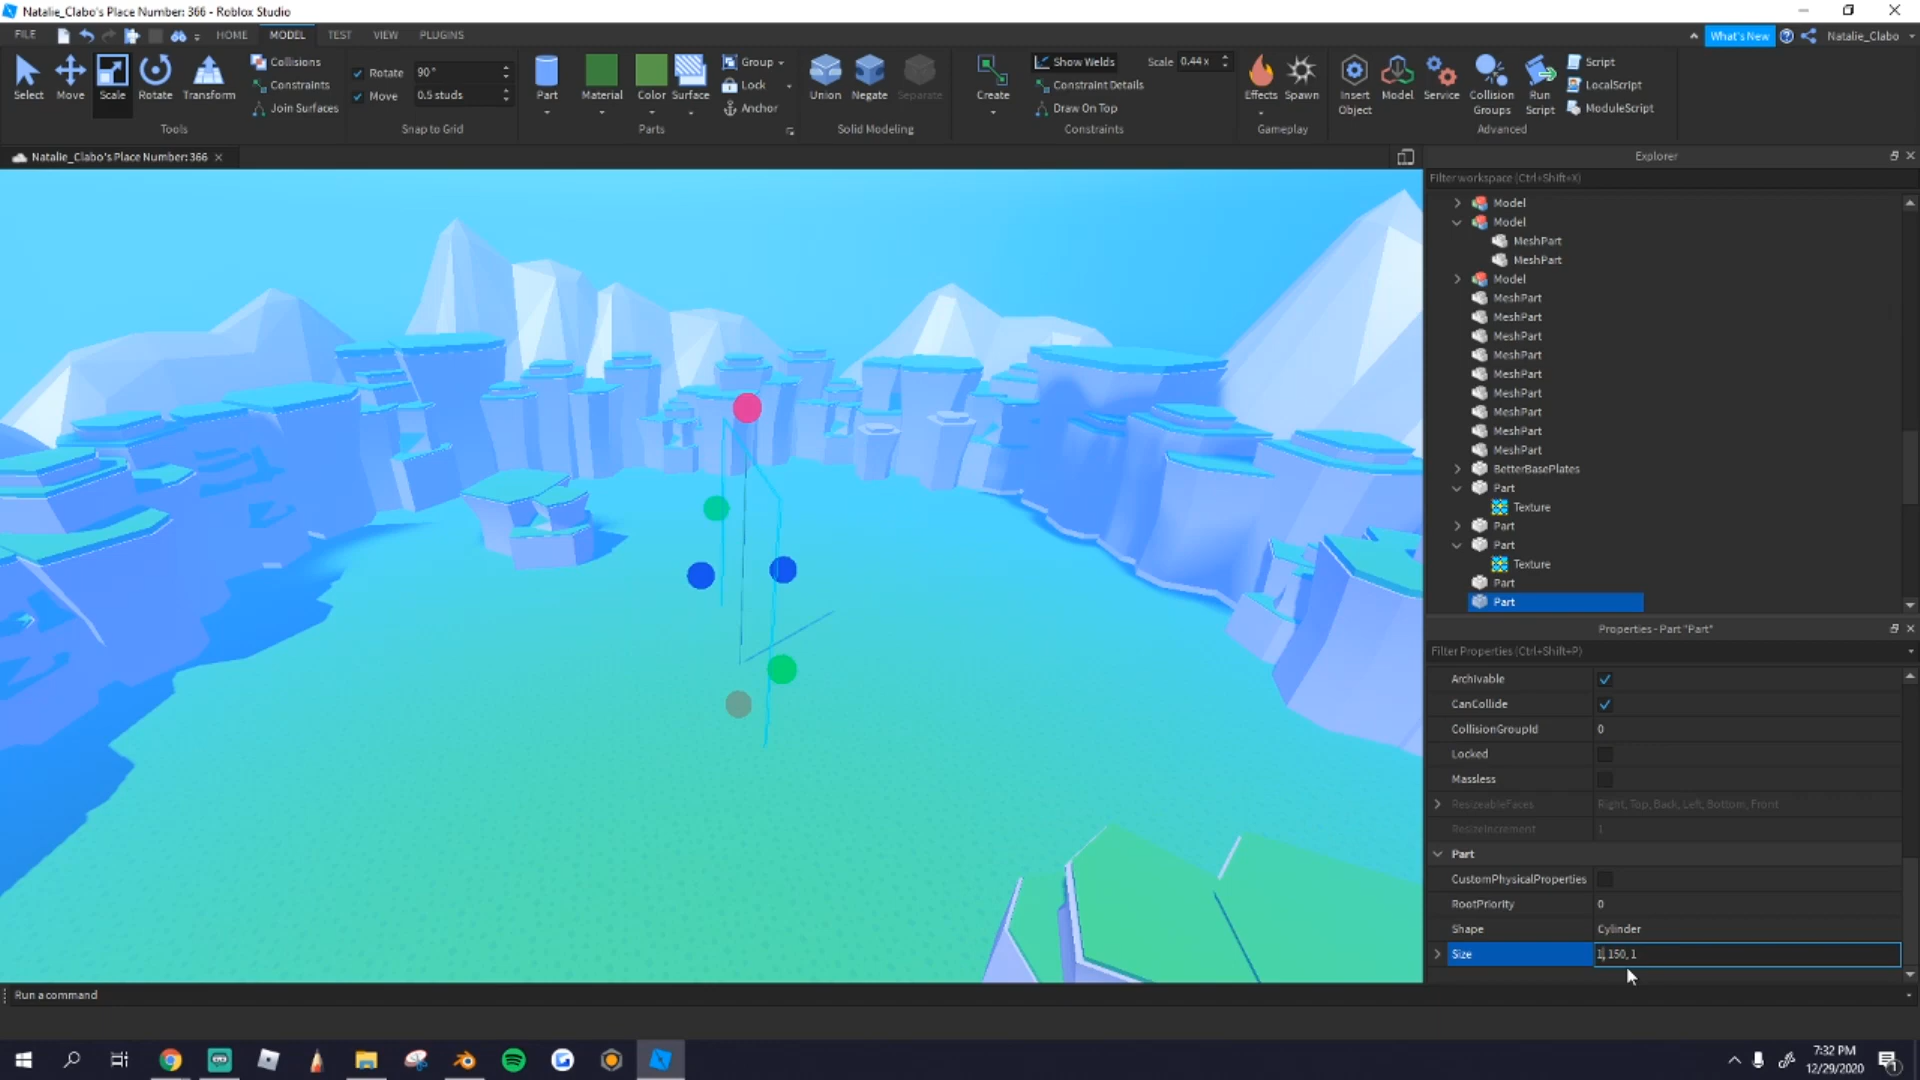 Natalie_Clabo's Place Number: 366 - Roblox Studio
FILE HOME MODEL TEST VIEW PLUGINS What's New Natalie_Clabo
Select Move Scale Rotate Transform
Collisions
Constraints
Join Surfaces
Tools
Rotate 90°
Move 0.5 studs
Snap to Grid
Part Material Color Surface
Group
Lock
Anchor
Parts
Union Negate Separate
Solid Modeling
Create
Show Welds Scale 0.44 x
Constraint Details
Draw On Top
Constraints
Effects Spawn
Gameplay
Insert Object Model Service Collision Groups Run Script
Script
LocalScript
ModuleScript
Advanced
Natalie_Clabo's Place Number: 366
Explorer
Filter workspace (Ctrl+Shift+X)
Model
Model
MeshPart
MeshPart
Model
MeshPart
MeshPart
MeshPart
MeshPart
MeshPart
MeshPart
MeshPart
MeshPart
MeshPart
BetterBasePlates
Part
Texture
Part
Part
Texture
Part
Part
Properties - Part "Part"
Filter Properties (Ctrl+Shift+P)
Archivable
CanCollide
CollisionGroupId 0
Locked
Massless
ResizeableFaces Right, Top, Back, Left, Bottom, Front
ResizeIncrement 1
Part
CustomPhysicalProperties
RootPriority 0
Shape Cylinder
Size 1, 150, 1
Run a command
7:32 PM
12/29/2020
1